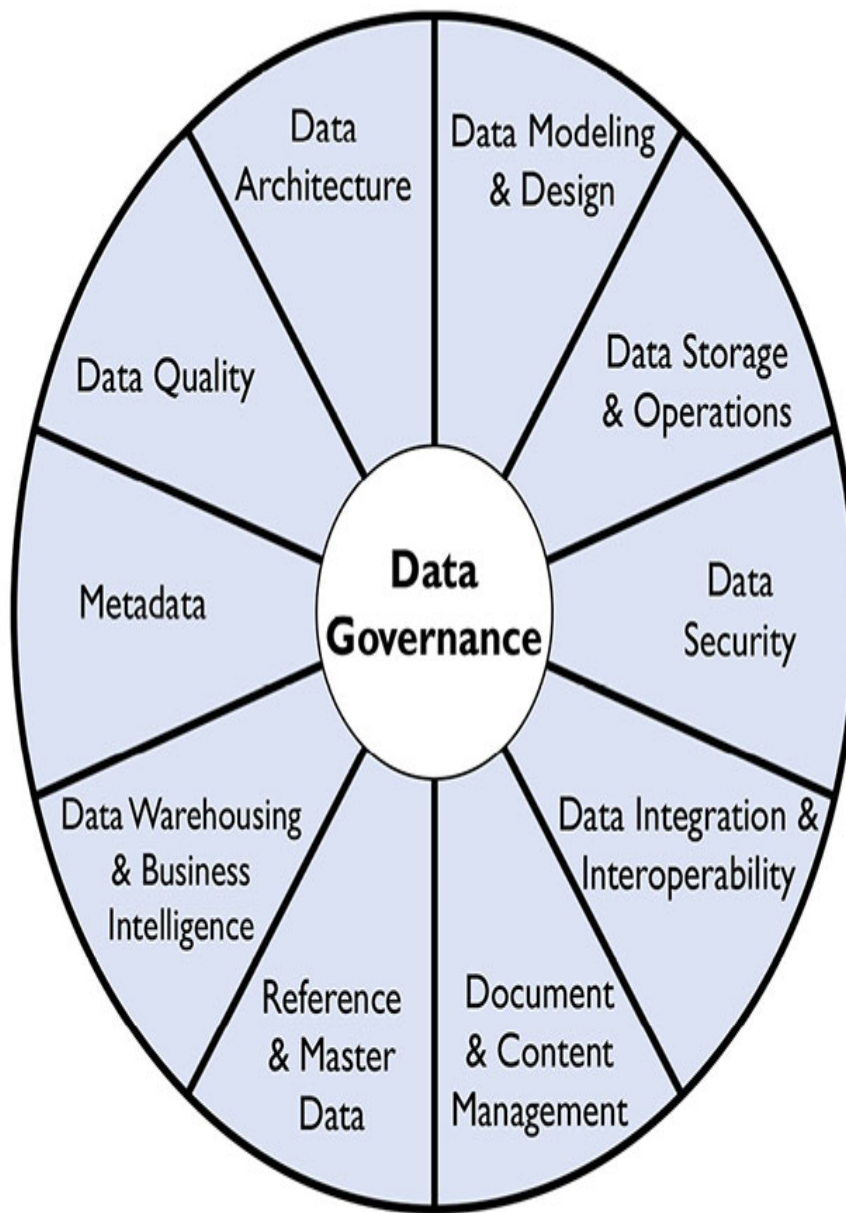 Data
Architecture
Data Modeling
& Design
Data Storage
& Operations
Data
Security
Data Integration &
Interoperability
Document
& Content
Management
Reference
& Master
Data
Data Warehousing
& Business
Intelligence
Metadata
Data Quality
Data
Governance